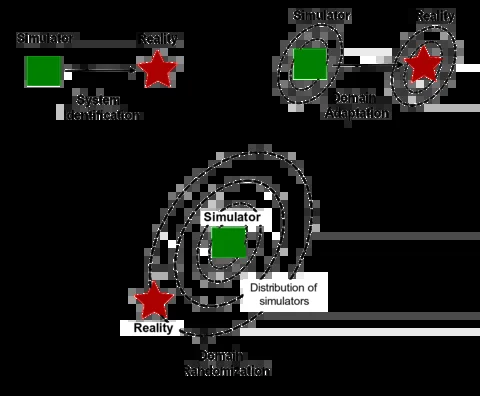 Simulator
Reality
System
Identification
Simulator
Reality
Domain
Adaptation
Simulator
Distribution of
simulators
Reality
Domain
Randomization